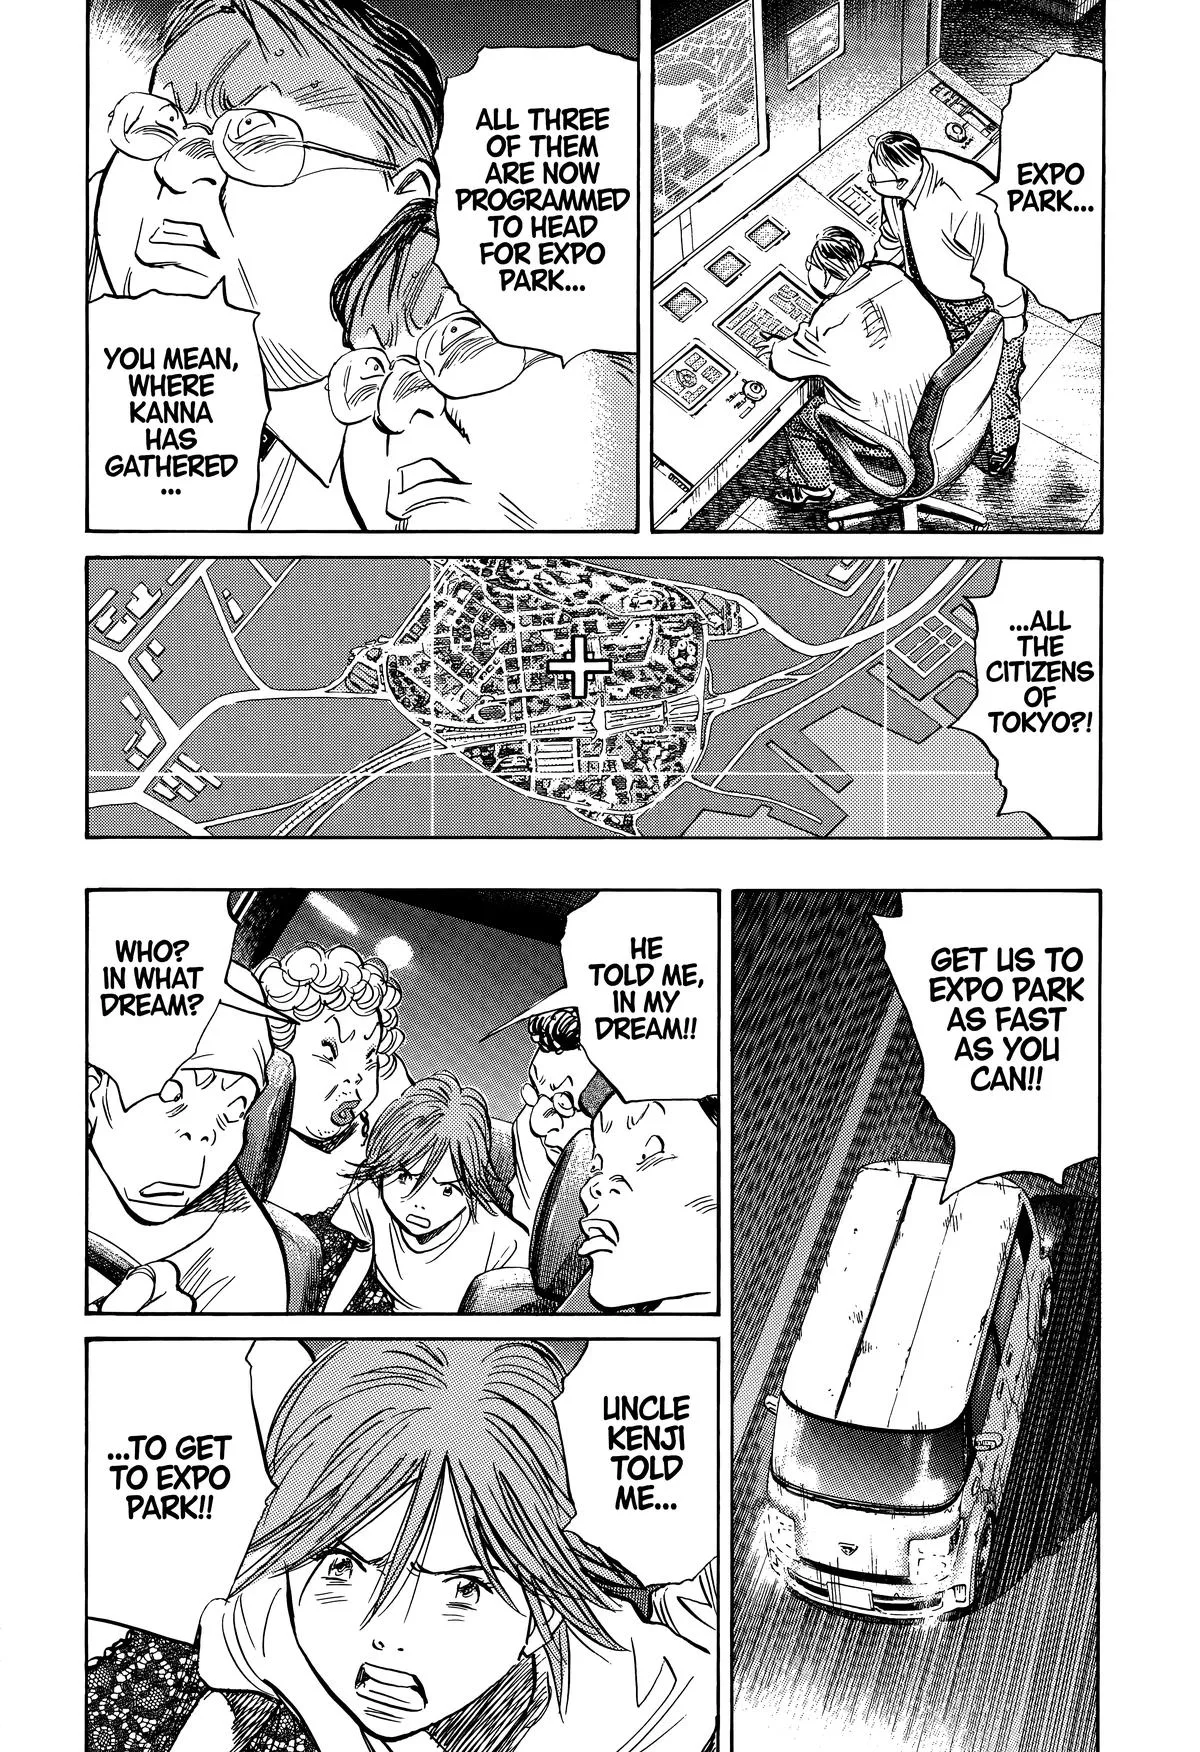 EXPO
PARK...
ALL THREE
OF THEM
ARE NOW
PROGRAMMED
TO HEAD
FOR EXPO
PARK...
YOU MEAN,
WHERE
KANNA
HAS
GATHERED
...
...ALL
THE
CITIZENS
OF
TOKYO?!
GET US TO
EXPO PARK
AS FAST
AS YOU
CAN!!
HE
TOLD ME,
IN MY
DREAM!!
WHO?
IN WHAT
DREAM?
UNCLE
KENJI
TOLD
ME...
...TO GET
TO EXPO
PARK!!